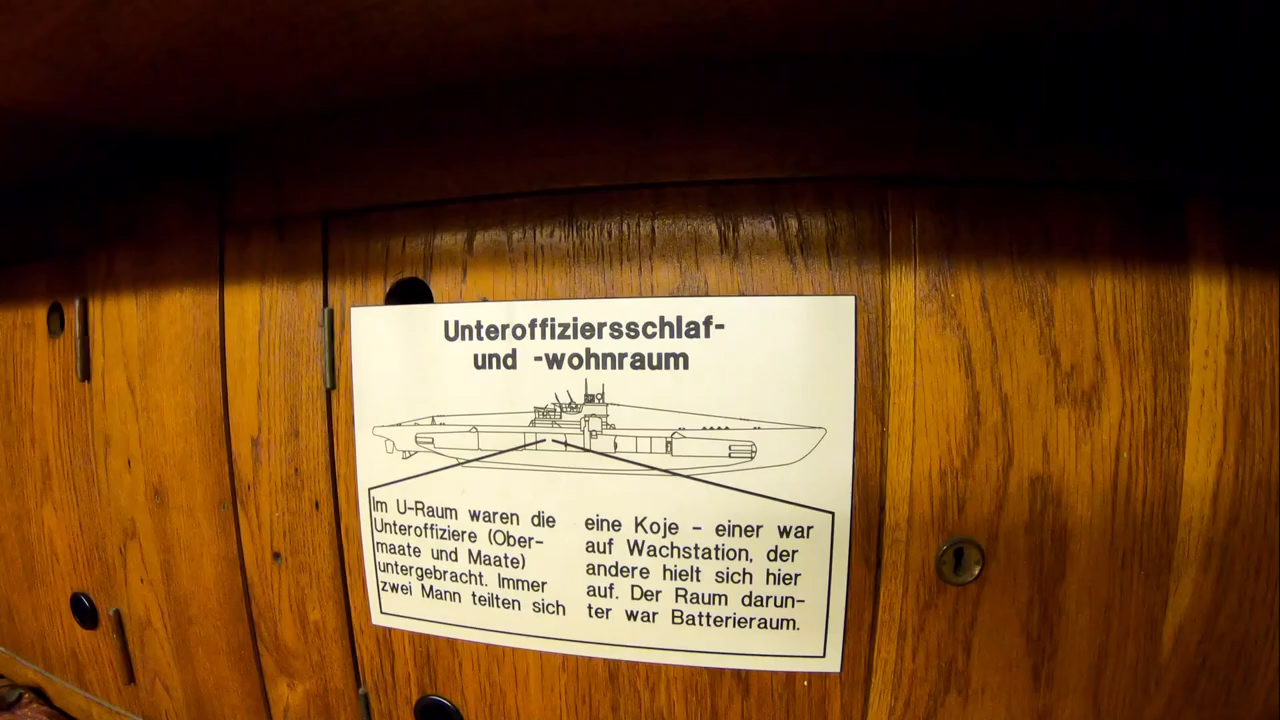 Unteroffiziersschlaf-
und -wohnraum
Im U-Raum waren die
Unteroffiziere (Ober-
maate und Maate)
untergebracht. Immer
zwei Mann teilten sich
eine Koje - einer war
auf Wachstation, der
andere hielt sich hier
auf. Der Raum darun-
ter war Batterieraum.